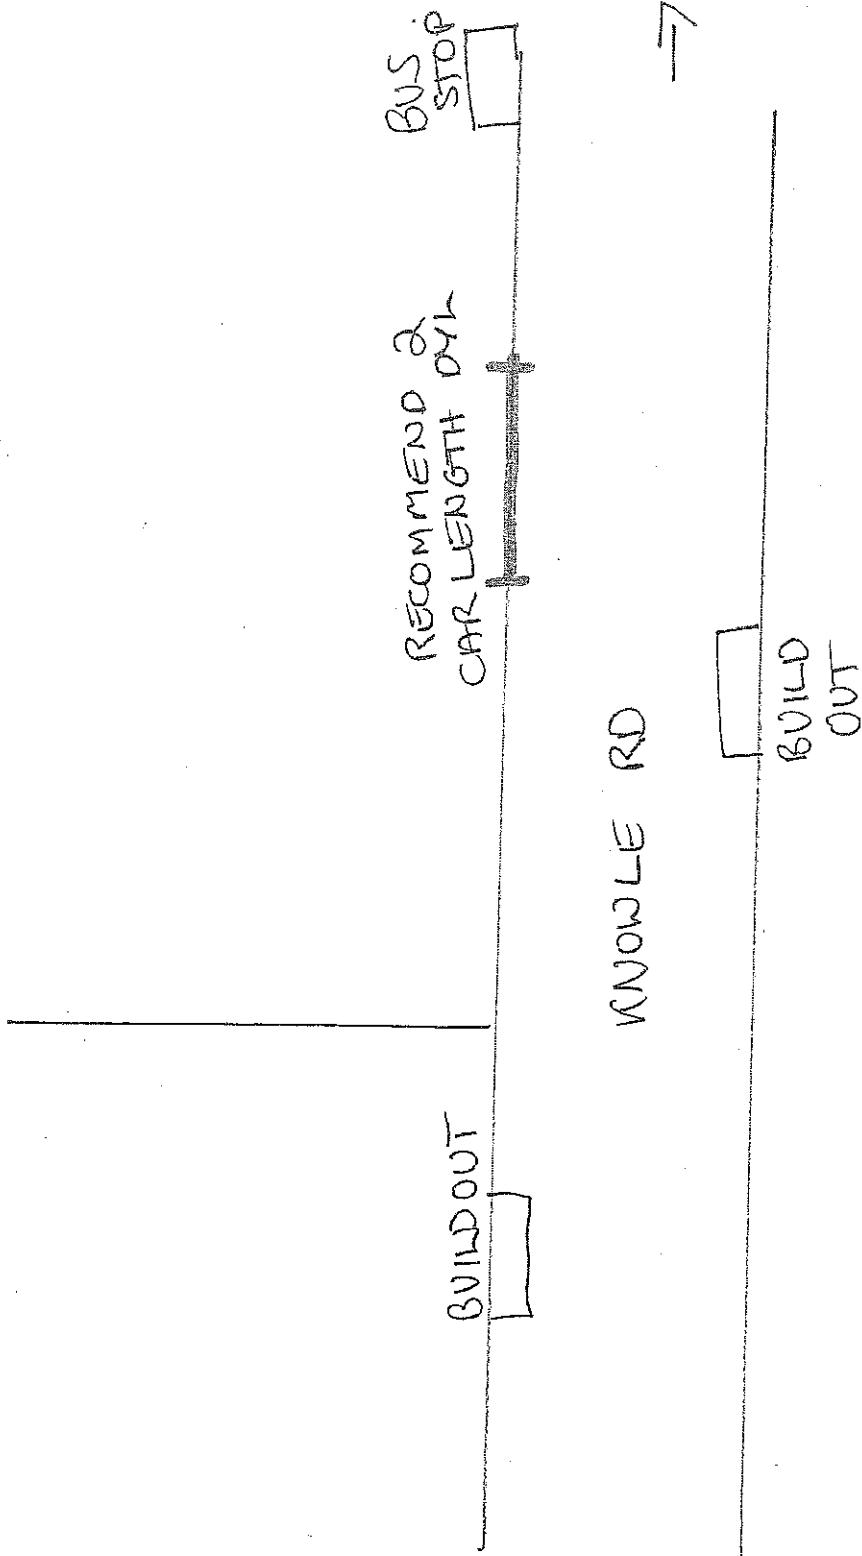 BUS
STOP
RECOMMEND 2
CAR LENGTH DYL
BUILDOUT
KNOWLE RD
BUILD
OUT